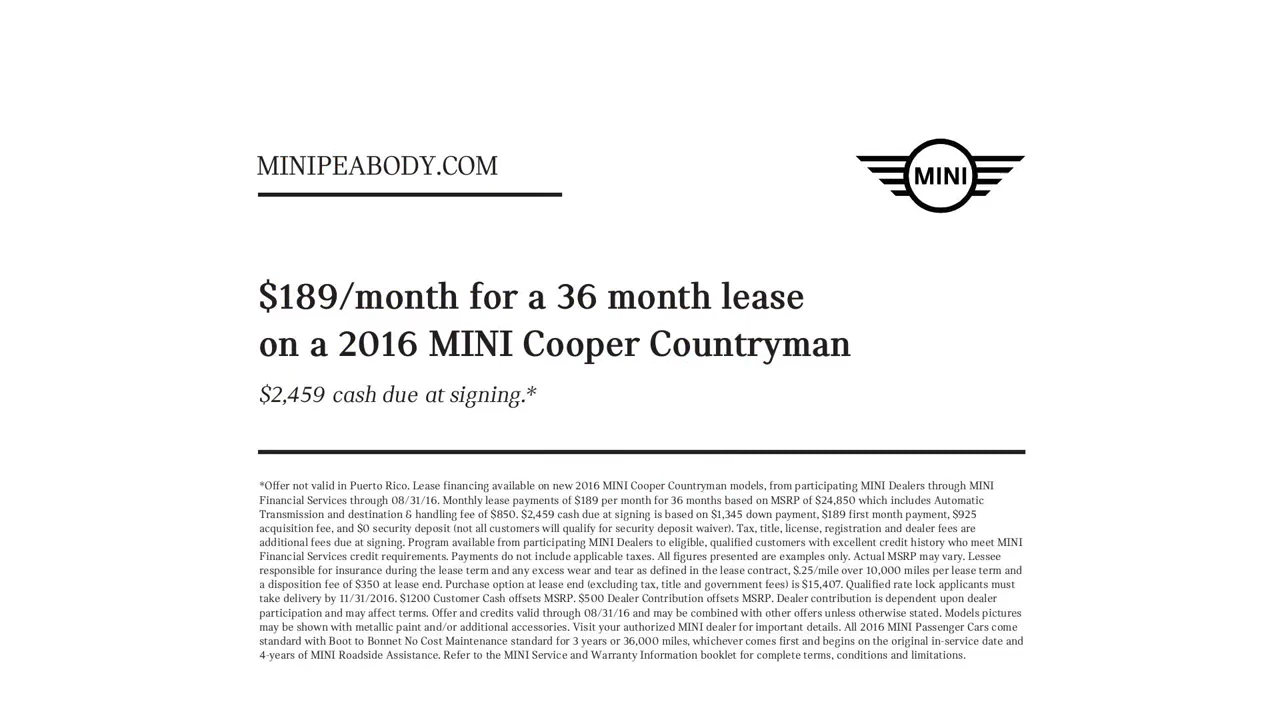 MINIPEABODY.COM
MINI
$189/month for a 36 month lease
on a 2016 MINI Cooper Countryman
$2,459 cash due at signing.*
*Offer not valid in Puerto Rico. Lease financing available on new 2016 MINI Cooper Countryman models, from participating MINI Dealers through MINI
Financial Services through 08/31/16. Monthly lease payments of $189 per month for 36 months based on MSRP of $24,850 which includes Automatic
Transmission and destination & handling fee of $850. $2,459 cash due at signing is based on $1,345 down payment, $189 first month payment, $925
acquisition fee, and $0 security deposit (not all customers will qualify for security deposit waiver). Tax, title, license, registration and dealer fees are
additional fees due at signing. Program available from participating MINI Dealers to eligible, qualified customers with excellent credit history who meet MINI
Financial Services credit requirements. Payments do not include applicable taxes. All figures presented are examples only. Actual MSRP may vary. Lessee
responsible for insurance during the lease term and any excess wear and tear as defined in the lease contract, $.25/mile over 10,000 miles per lease term and
a disposition fee of $350 at lease end. Purchase option at lease end (excluding tax, title and government fees) is $15,407. Qualified rate lock applicants must
take delivery by 11/31/2016. $1200 Customer Cash offsets MSRP. $500 Dealer Contribution offsets MSRP. Dealer contribution is dependent upon dealer
participation and may affect terms. Offer and credits valid through 08/31/16 and may be combined with other offers unless otherwise stated. Models pictures
may be shown with metallic paint and/or additional accessories. Visit your authorized MINI dealer for important details. All 2016 MINI Passenger Cars come
standard with Boot to Bonnet No Cost Maintenance standard for 3 years or 36,000 miles, whichever comes first and begins on the original in-service date and
4-years of MINI Roadside Assistance. Refer to the MINI Service and Warranty Information booklet for complete terms, conditions and limitations.